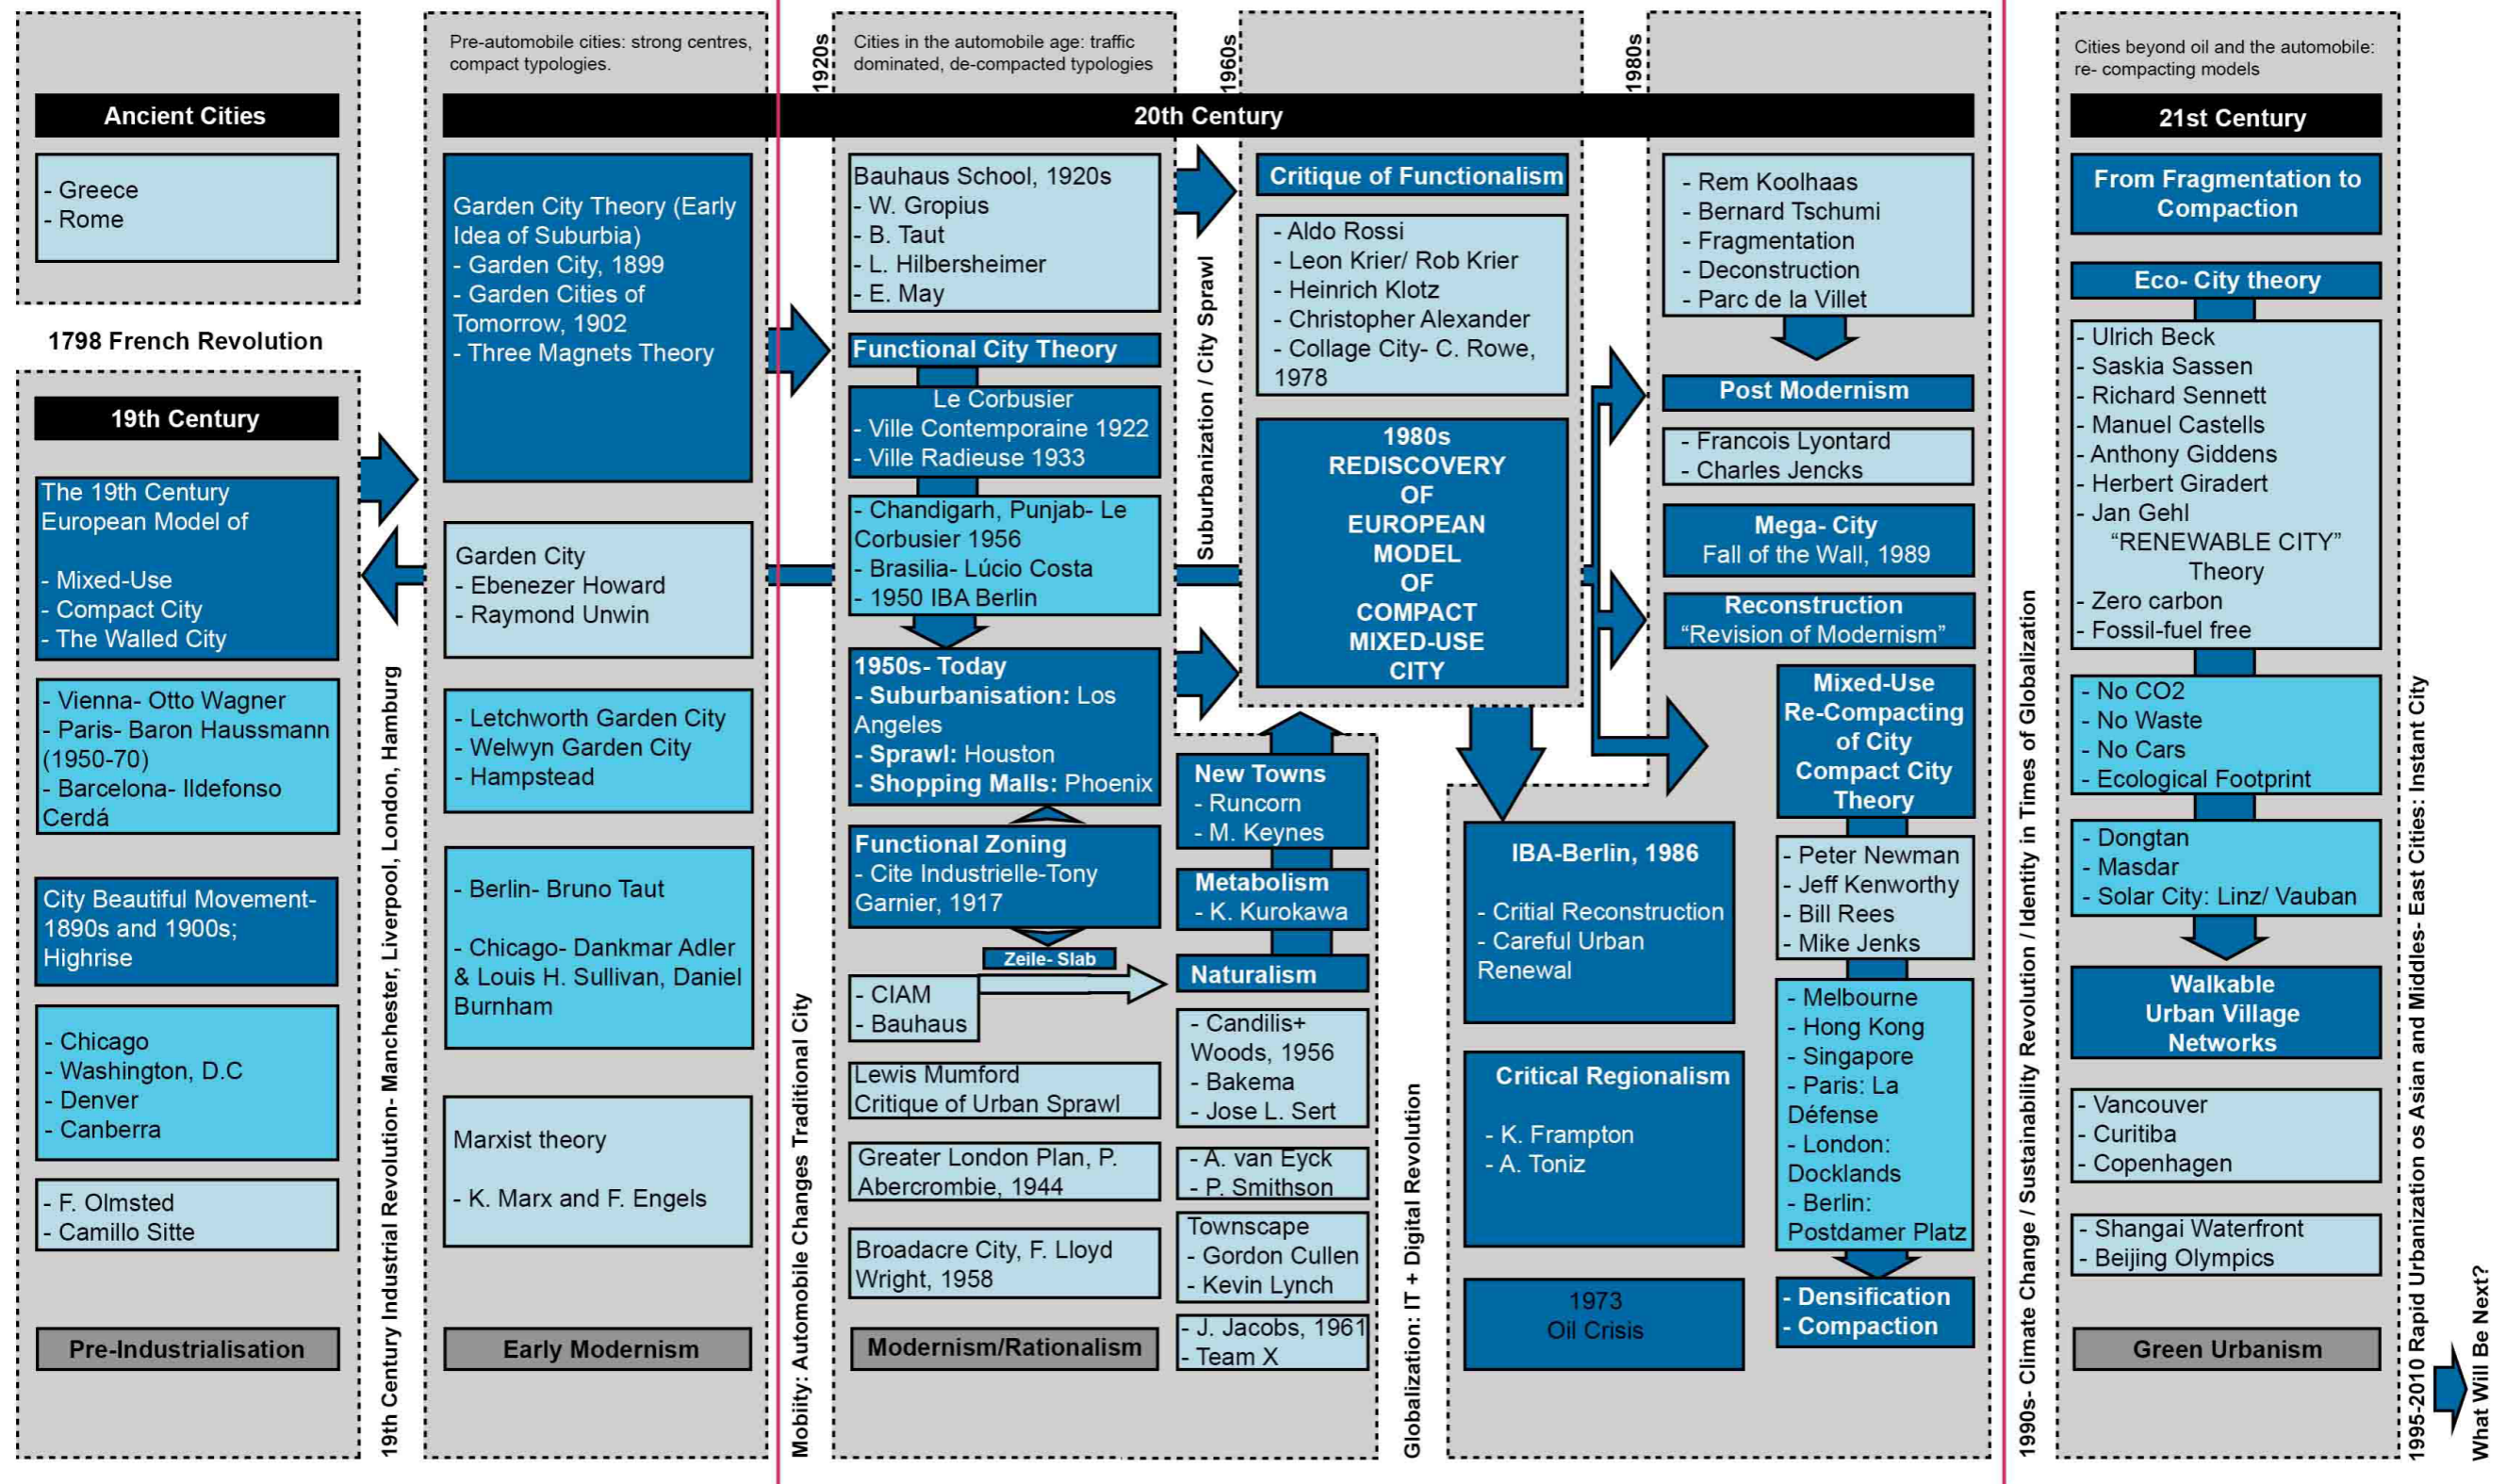 Ancient Cities
- Greece
- Rome
1798 French Revolution
19th Century
The 19th Century
European Model of
- Mixed-Use
- Compact City
- The Walled City
- Vienna- Otto Wagner
- Paris- Baron Haussmann
(1950-70)
- Barcelona- Ildefonso
Cerdá
City Beautiful Movement-
1890s and 1900s;
Highrise
- Chicago
- Washington, D.C
- Denver
- Canberra
- F. Olmsted
- Camillo Sitte
Pre-Industrialisation
19th Century Industrial Revolution- Manchester, Liverpool, London, Hamburg
Pre-automobile cities: strong centres,
compact typologies.
20th Century
Garden City Theory (Early
Idea of Suburbia)
- Garden City, 1899
- Garden Cities of
Tomorrow, 1902
- Three Magnets Theory
Garden City
- Ebenezer Howard
- Raymond Unwin
- Letchworth Garden City
- Welwyn Garden City
- Hampstead
- Berlin- Bruno Taut
- Chicago- Dankmar Adler
& Louis H. Sullivan, Daniel
Burnham
Marxist theory
- K. Marx and F. Engels
Early Modernism
Mobiity: Automobile Changes Traditional City
1920s
Cities in the automobile age: traffic
dominated, de-compacted typologies
Bauhaus School, 1920s
- W. Gropius
- B. Taut
- L. Hilbersheimer
- E. May
Functional City Theory
Le Corbusier
- Ville Contemporaine 1922
- Ville Radieuse 1933
- Chandigarh, Punjab- Le
Corbusier 1956
- Brasilia- Lúcio Costa
- 1950 IBA Berlin
1950s- Today
- Suburbanisation: Los
Angeles
- Sprawl: Houston
- Shopping Malls: Phoenix
Functional Zoning
- Cite Industrielle-Tony
Garnier, 1917
Zeile- Slab
- CIAM
- Bauhaus
Lewis Mumford
Critique of Urban Sprawl
Greater London Plan, P.
Abercrombie, 1944
Broadacre City, F. Lloyd
Wright, 1958
Modernism/Rationalism
New Towns
- Runcorn
- M. Keynes
Metabolism
- K. Kurokawa
Naturalism
- Candilis+
Woods, 1956
- Bakema
- Jose L. Sert
- A. van Eyck
- P. Smithson
Townscape
- Gordon Cullen
- Kevin Lynch
- J. Jacobs, 1961
- Team X
Suburbanization / City Sprawl
1960s
Critique of Functionalism
- Aldo Rossi
- Leon Krier/ Rob Krier
- Heinrich Klotz
- Christopher Alexander
- Collage City- C. Rowe,
1978
1980s
REDISCOVERY
OF
EUROPEAN
MODEL
OF
COMPACT
MIXED-USE
CITY
Globalization: IT + Digital Revolution
IBA-Berlin, 1986
- Critial Reconstruction
- Careful Urban
Renewal
Critical Regionalism
- K. Frampton
- A. Toniz
1973
Oil Crisis
1980s
- Rem Koolhaas
- Bernard Tschumi
- Fragmentation
- Deconstruction
- Parc de la Villet
Post Modernism
- Francois Lyontard
- Charles Jencks
Mega- City
Fall of the Wall, 1989
Reconstruction
“Revision of Modernism”
Mixed-Use
Re-Compacting
of City
Compact City
Theory
- Peter Newman
- Jeff Kenworthy
- Bill Rees
- Mike Jenks
- Melbourne
- Hong Kong
- Singapore
- Paris: La
Défense
- London:
Docklands
- Berlin:
Postdamer Platz
- Densification
- Compaction
1990s- Climate Change / Sustainability Revolution / Identity in Times of Globalization
Cities beyond oil and the automobile:
re- compacting models
21st Century
From Fragmentation to
Compaction
Eco- City theory
- Ulrich Beck
- Saskia Sassen
- Richard Sennett
- Manuel Castells
- Anthony Giddens
- Herbert Giradert
- Jan Gehl
“RENEWABLE CITY”
Theory
- Zero carbon
- Fossil-fuel free
- No CO2
- No Waste
- No Cars
- Ecological Footprint
- Dongtan
- Masdar
- Solar City: Linz/ Vauban
Walkable
Urban Village
Networks
- Vancouver
- Curitiba
- Copenhagen
- Shangai Waterfront
- Beijing Olympics
Green Urbanism
1995-2010 Rapid Urbanization os Asian and Middles- East Cities: Instant City
What Will Be Next?